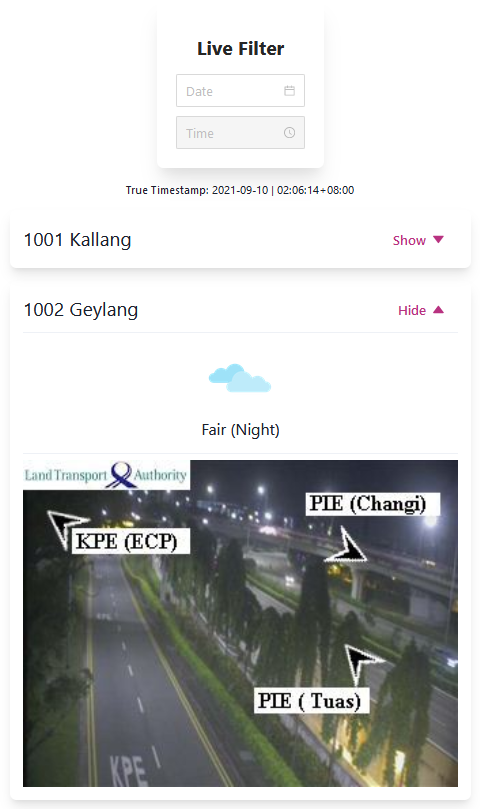 Live Filter
Date
Time
True Timestamp: 2021-09-10 | 02:06:14+08:00
1001 Kallang
Show
1002 Geylang
Hide
Fair (Night)
Land Transport Authority
PIE (Changi)
KPE (ECP)
PIE ( Tuas)
KPE